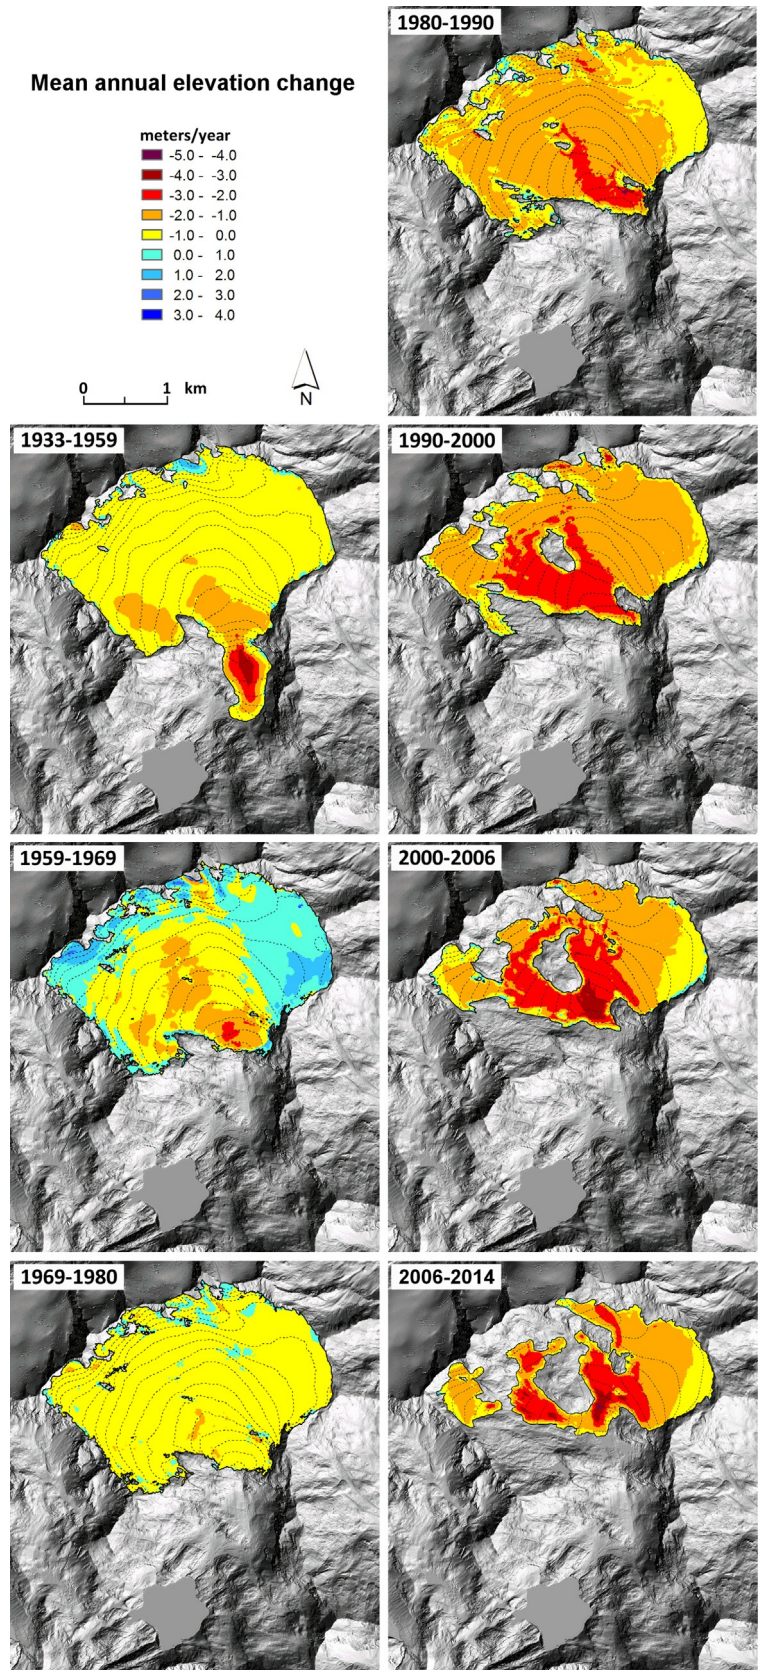 Mean annual elevation change
meters/year
-5.0 - -4.0
-4.0 - -3.0
-3.0 - -2.0
-2.0 - -1.0
-1.0 - 0.0
0.0 - 1.0
1.0 - 2.0
2.0 - 3.0
3.0 - 4.0
0 1 km
N
1933-1959
1959-1969
1969-1980
1980-1990
1990-2000
2000-2006
2006-2014